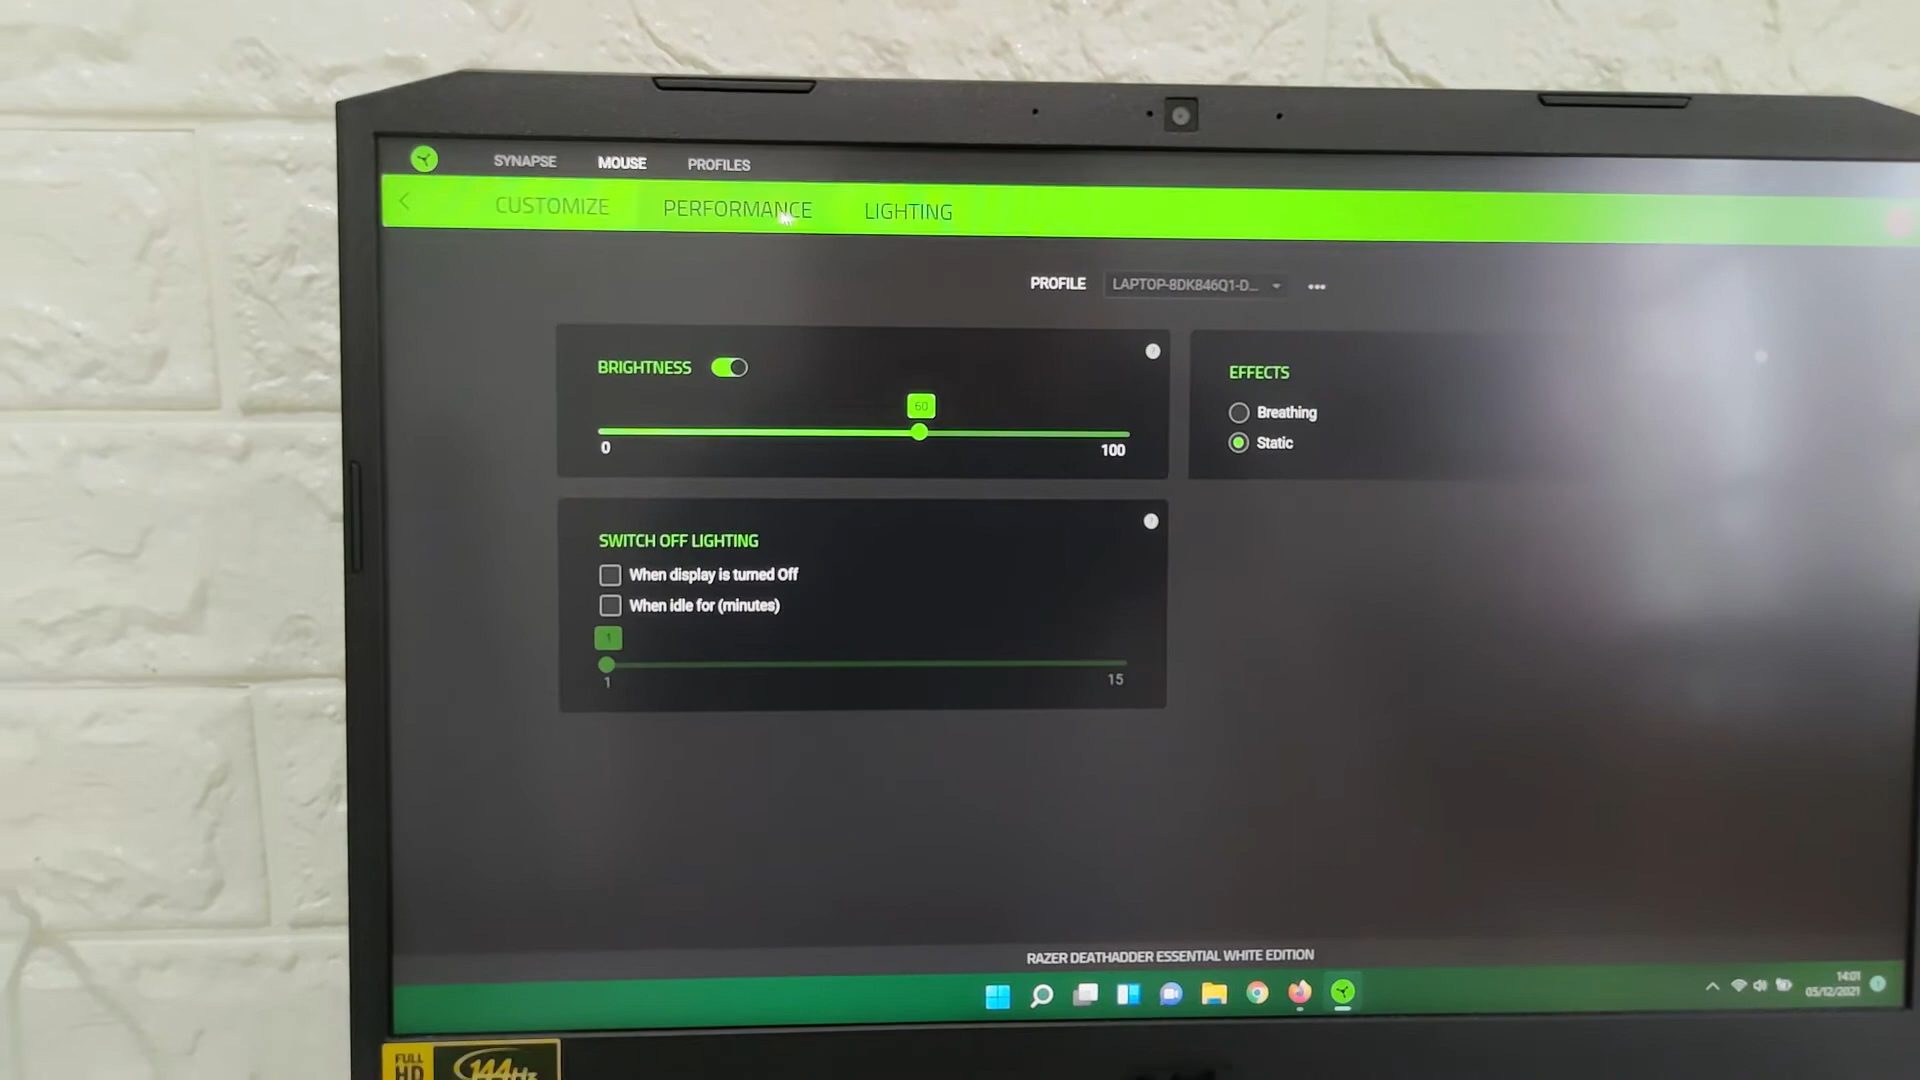 SYNAPSE MOUSE PROFILES
CUSTOMIZE PERFORMANCE LIGHTING
PROFILE LAPTOP-8DK846Q1-D... 
BRIGHTNESS
60
0 100
EFFECTS
Breathing
Static
SWITCH OFF LIGHTING
When display is turned Off
When idle for (minutes)
1
1 15
RAZER DEATHADDER ESSENTIAL WHITE EDITION
14:01
05/12/2021
FULL
HD
144Hz